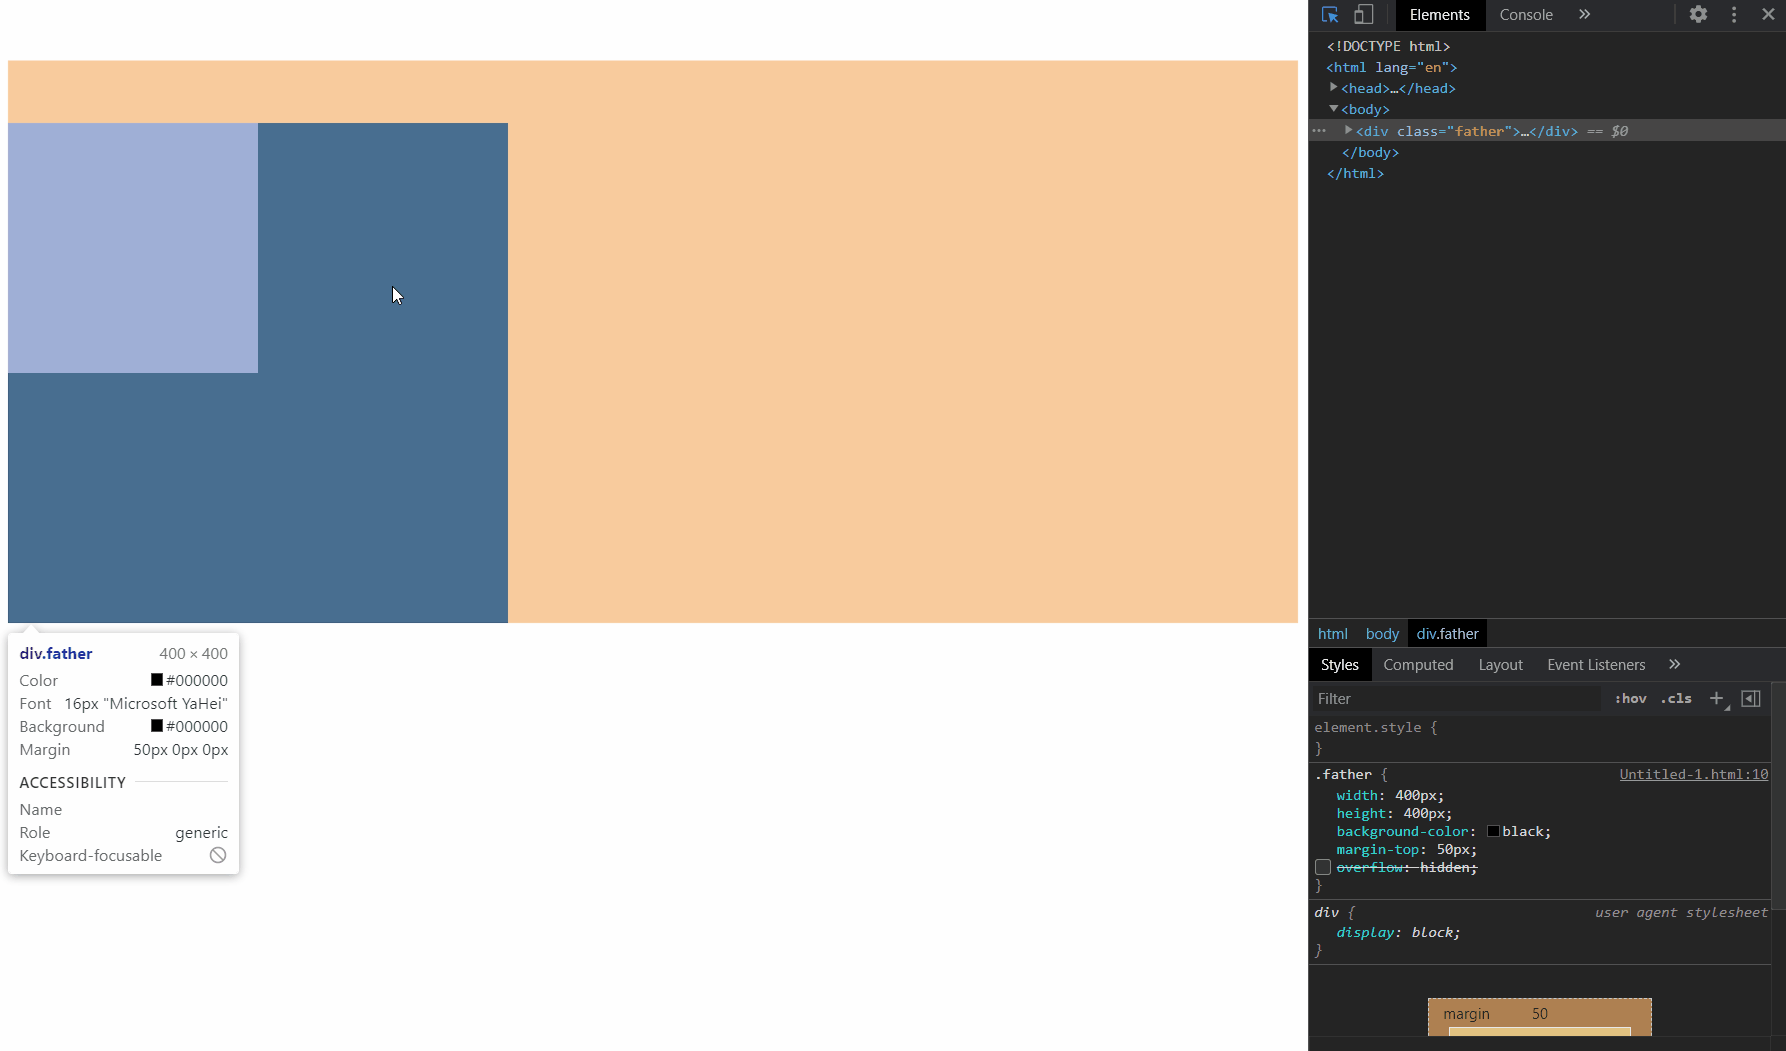 Elements Console
<!DOCTYPE html>
<html lang="en">
<head>…</head>
<body>
<div class="father">…</div> == $0
</body>
</html>
div.father 400 × 400
Color #000000
Font 16px "Microsoft YaHei"
Background #000000
Margin 50px 0px 0px
ACCESSIBILITY
Name
Role generic
Keyboard-focusable
html body div.father
Styles Computed Layout Event Listeners
Filter :hov .cls
element.style {
}
.father { Untitled-1.html:10
width: 400px;
height: 400px;
background-color: black;
margin-top: 50px;
overflow: hidden;
}
div { user agent stylesheet
display: block;
}
margin 50